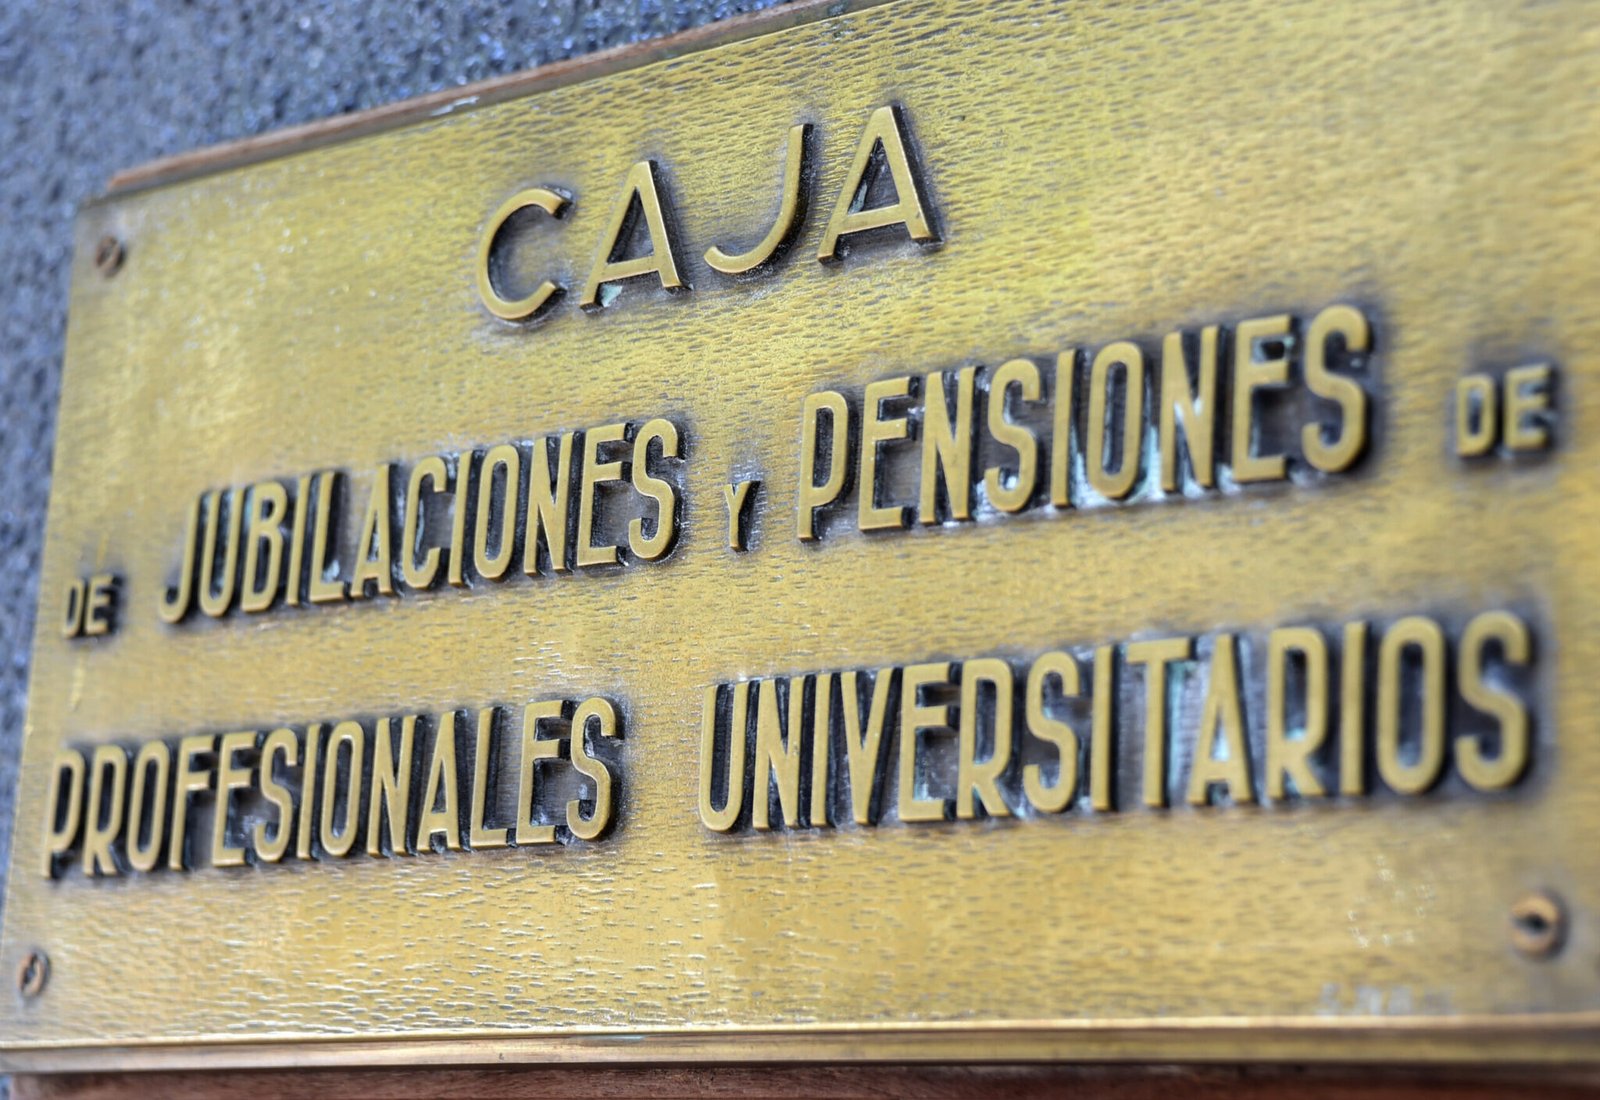 CAJA
DE JUBILACIONES Y PENSIONES DE
PROFESIONALES UNIVERSITARIOS